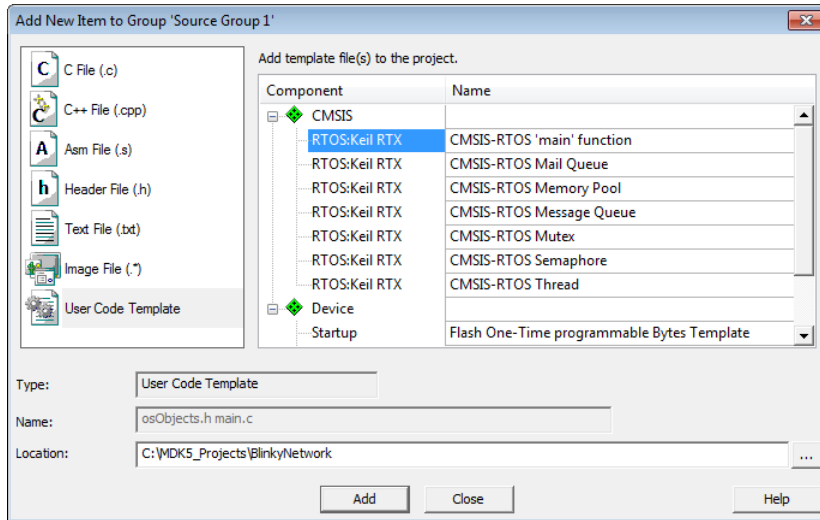 Add New Item to Group 'Source Group 1'
C File (.c)
C++ File (.cpp)
Asm File (.s)
Header File (.h)
Text File (.txt)
Image File (.*)
User Code Template
Add template file(s) to the project.
Component Name
CMSIS
RTOS:Keil RTX CMSIS-RTOS 'main' function
RTOS:Keil RTX CMSIS-RTOS Mail Queue
RTOS:Keil RTX CMSIS-RTOS Memory Pool
RTOS:Keil RTX CMSIS-RTOS Message Queue
RTOS:Keil RTX CMSIS-RTOS Mutex
RTOS:Keil RTX CMSIS-RTOS Semaphore
RTOS:Keil RTX CMSIS-RTOS Thread
Device
Startup Flash One-Time programmable Bytes Template
Type: User Code Template
Name: osObjects.h main.c
Location: C:\MDK5_Projects\BlinkyNetwork ...
Add Close Help